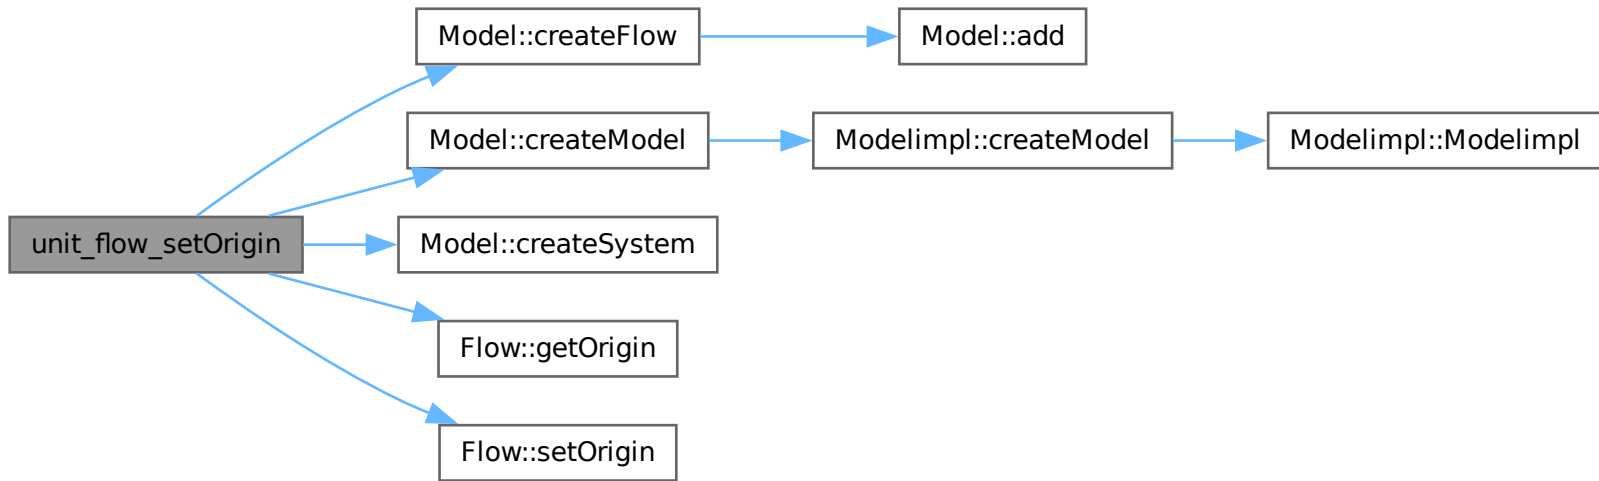 Model::createFlow
Model::add
Model::createModel
Modelimpl::createModel
Modelimpl::Modelimpl
unit_flow_setOrigin
Model::createSystem
Flow::getOrigin
Flow::setOrigin